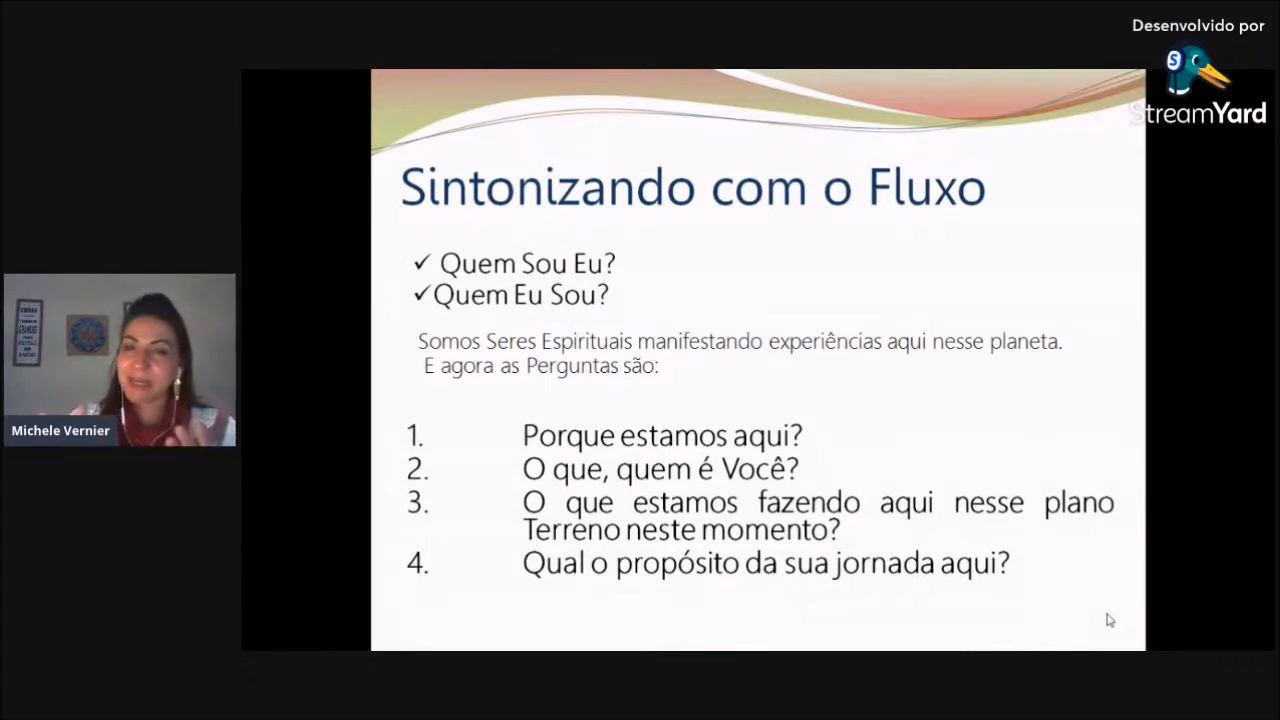 Desenvolvido por
StreamYard
Sintonizando com o Fluxo
✓ Quem Sou Eu?
✓Quem Eu Sou?
Somos Seres Espirituais manifestando experiências aqui nesse planeta.
E agora as Perguntas são:
1. Porque estamos aqui?
2. O que, quem é Você?
3. O que estamos fazendo aqui nesse plano
Terreno neste momento?
4. Qual o propósito da sua jornada aqui?
Michele Vernier